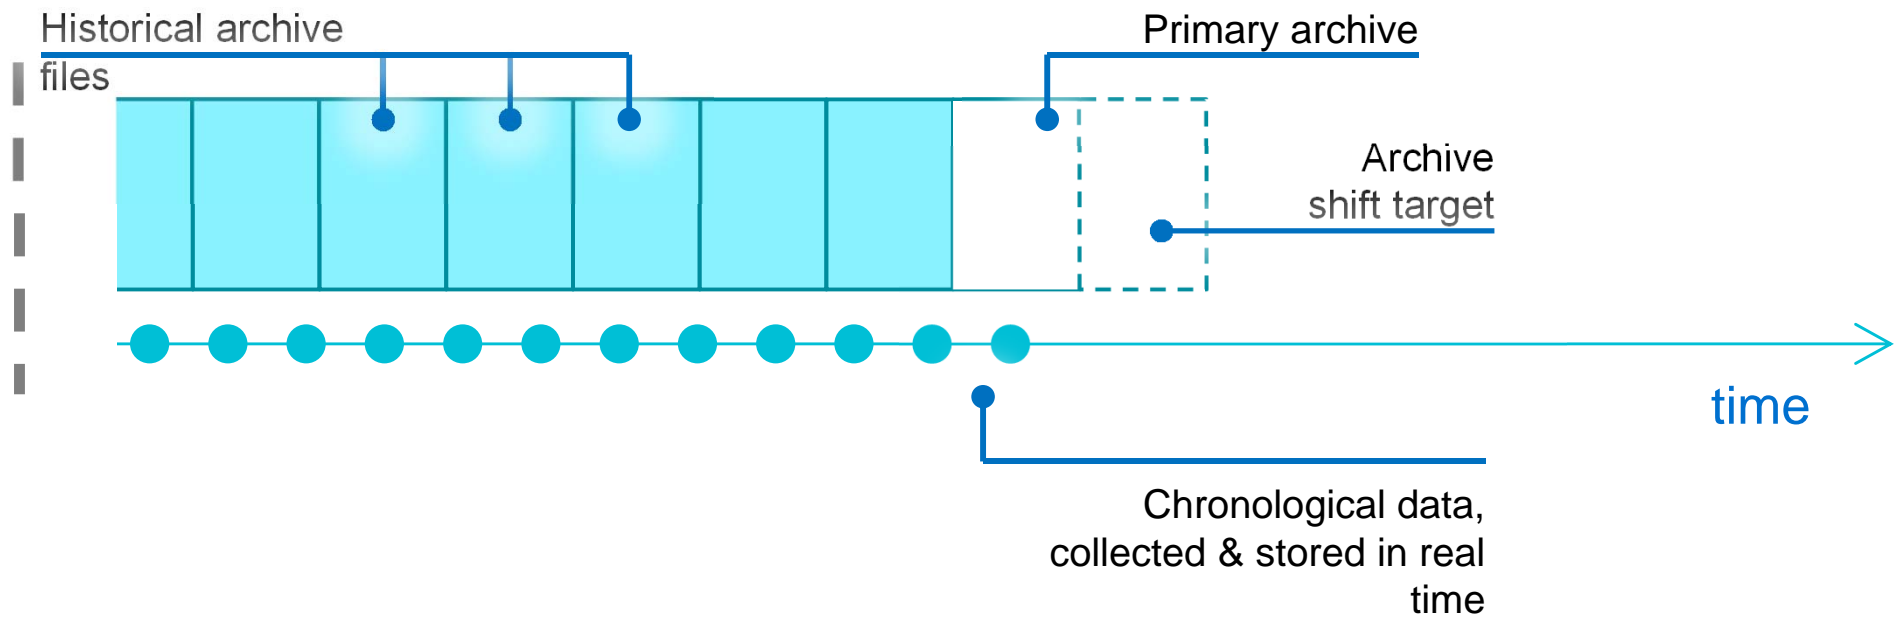 Historical archive
files
Primary archive
Archive
shift target
time
Chronological data,
collected & stored in real
time